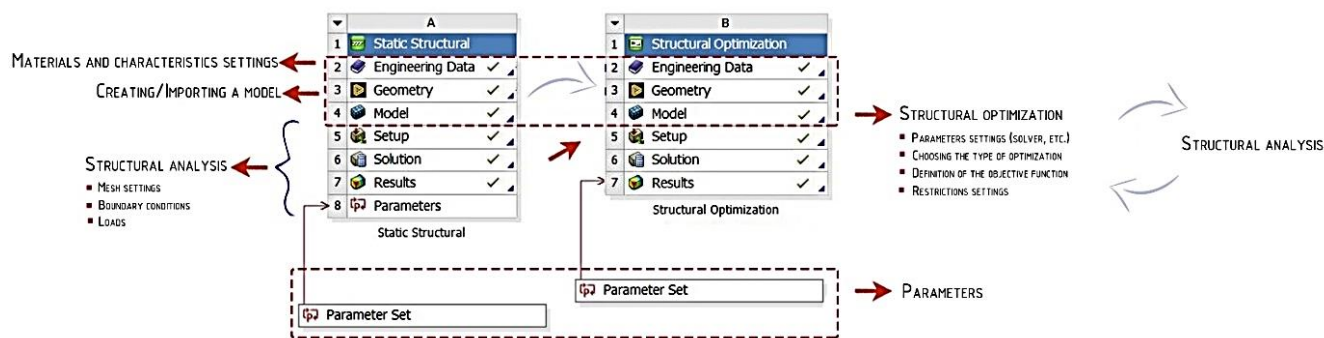 MATERIALS AND CHARACTERISTICS SETTINGS
CREATING/IMPORTING A MODEL
STRUCTURAL ANALYSIS
▪ MESH SETTINGS
▪ BOUNDARY CONDITIONS
▪ LOADS
A
1 Static Structural
2 Engineering Data ✓
3 Geometry ✓
4 Model ✓
5 Setup ✓
6 Solution ✓
7 Results ✓
8 Parameters
Static Structural
B
1 Structural Optimization
2 Engineering Data ✓
3 Geometry ✓
4 Model ✓
5 Setup ✓
6 Solution ✓
7 Results ✓
Structural Optimization
STRUCTURAL OPTIMIZATION
▪ PARAMETERS SETTINGS (SOLVER, ETC.)
▪ CHOOSING THE TYPE OF OPTIMIZATION
▪ DEFINITION OF THE OBJECTIVE FUNCTION
▪ RESTRICTIONS SETTINGS
STRUCTURAL ANALYSIS
Parameter Set
Parameter Set
PARAMETERS